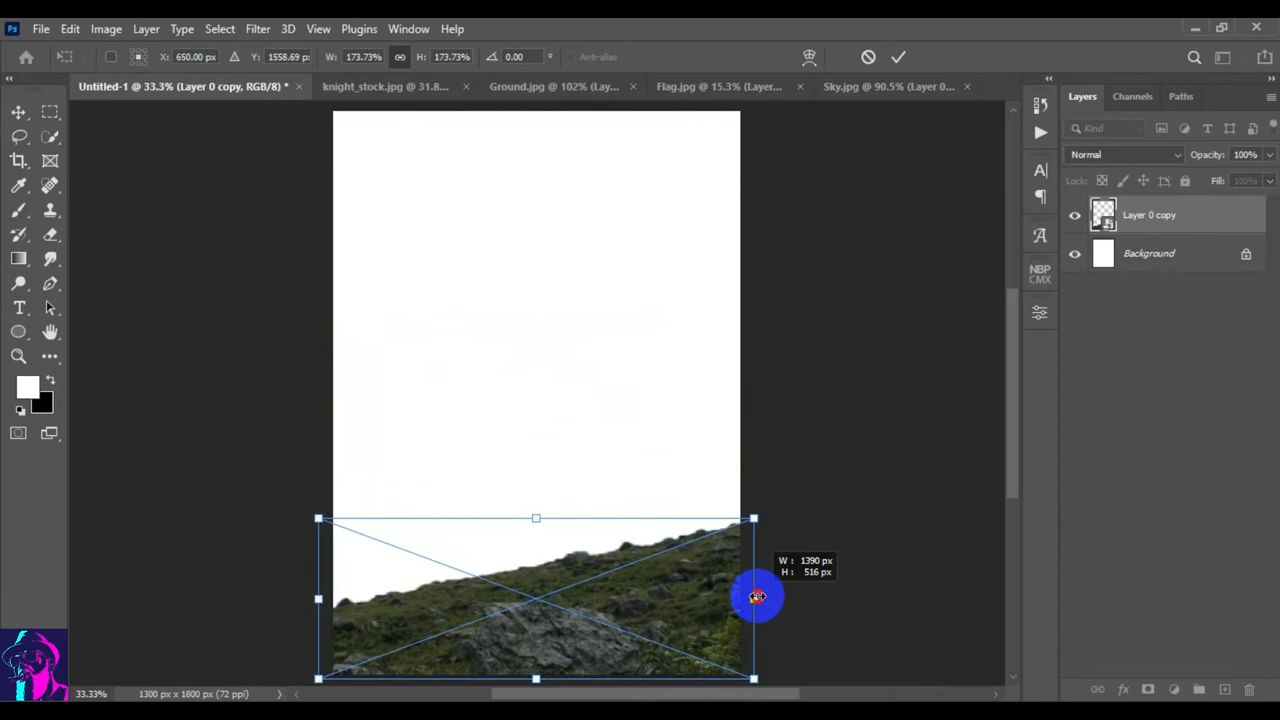 Ps File Edit Image Layer Type Select Filter 3D View Plugins Window Help
X: 650.00 px Y: 1558.69 px W: 173.73% H: 173.73% 0.00 ° Anti-alias
Untitled-1 @ 33.3% (Layer 0 copy, RGB/8) * × knight_stock.jpg @ 31.8... × Ground.jpg @ 102% (Lay... × Flag.jpg @ 15.3% (Layer... × Sky.jpg @ 90.5% (Layer 0... ×
Layers Channels Paths
Kind
Normal Opacity: 100%
Lock: Fill: 100%
Layer 0 copy
Background
NBP
CMX
W : 1390 px
H : 516 px
33.33% 1300 px x 1800 px (72 ppi)